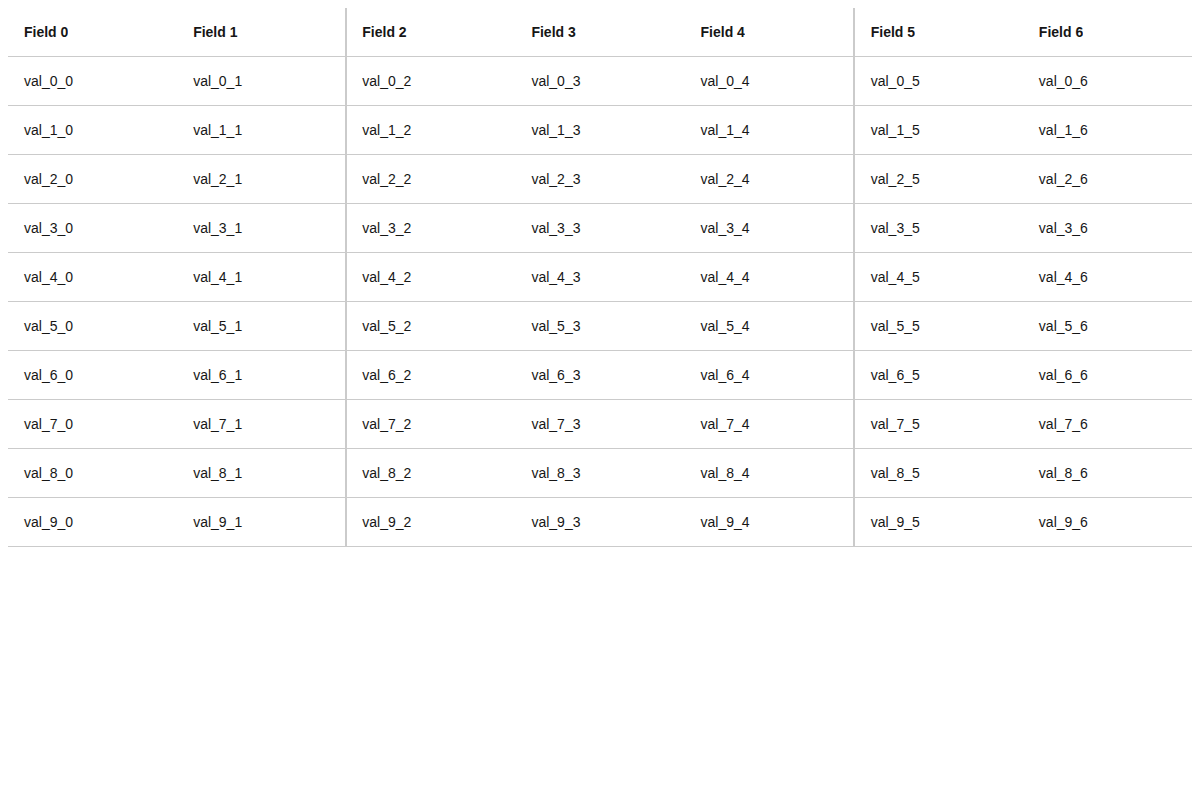 Field 0 Field 1 Field 2 Field 3 Field 4 Field 5 Field 6
val_0_0 val_0_1 val_0_2 val_0_3 val_0_4 val_0_5 val_0_6
val_1_0 val_1_1 val_1_2 val_1_3 val_1_4 val_1_5 val_1_6
val_2_0 val_2_1 val_2_2 val_2_3 val_2_4 val_2_5 val_2_6
val_3_0 val_3_1 val_3_2 val_3_3 val_3_4 val_3_5 val_3_6
val_4_0 val_4_1 val_4_2 val_4_3 val_4_4 val_4_5 val_4_6
val_5_0 val_5_1 val_5_2 val_5_3 val_5_4 val_5_5 val_5_6
val_6_0 val_6_1 val_6_2 val_6_3 val_6_4 val_6_5 val_6_6
val_7_0 val_7_1 val_7_2 val_7_3 val_7_4 val_7_5 val_7_6
val_8_0 val_8_1 val_8_2 val_8_3 val_8_4 val_8_5 val_8_6
val_9_0 val_9_1 val_9_2 val_9_3 val_9_4 val_9_5 val_9_6